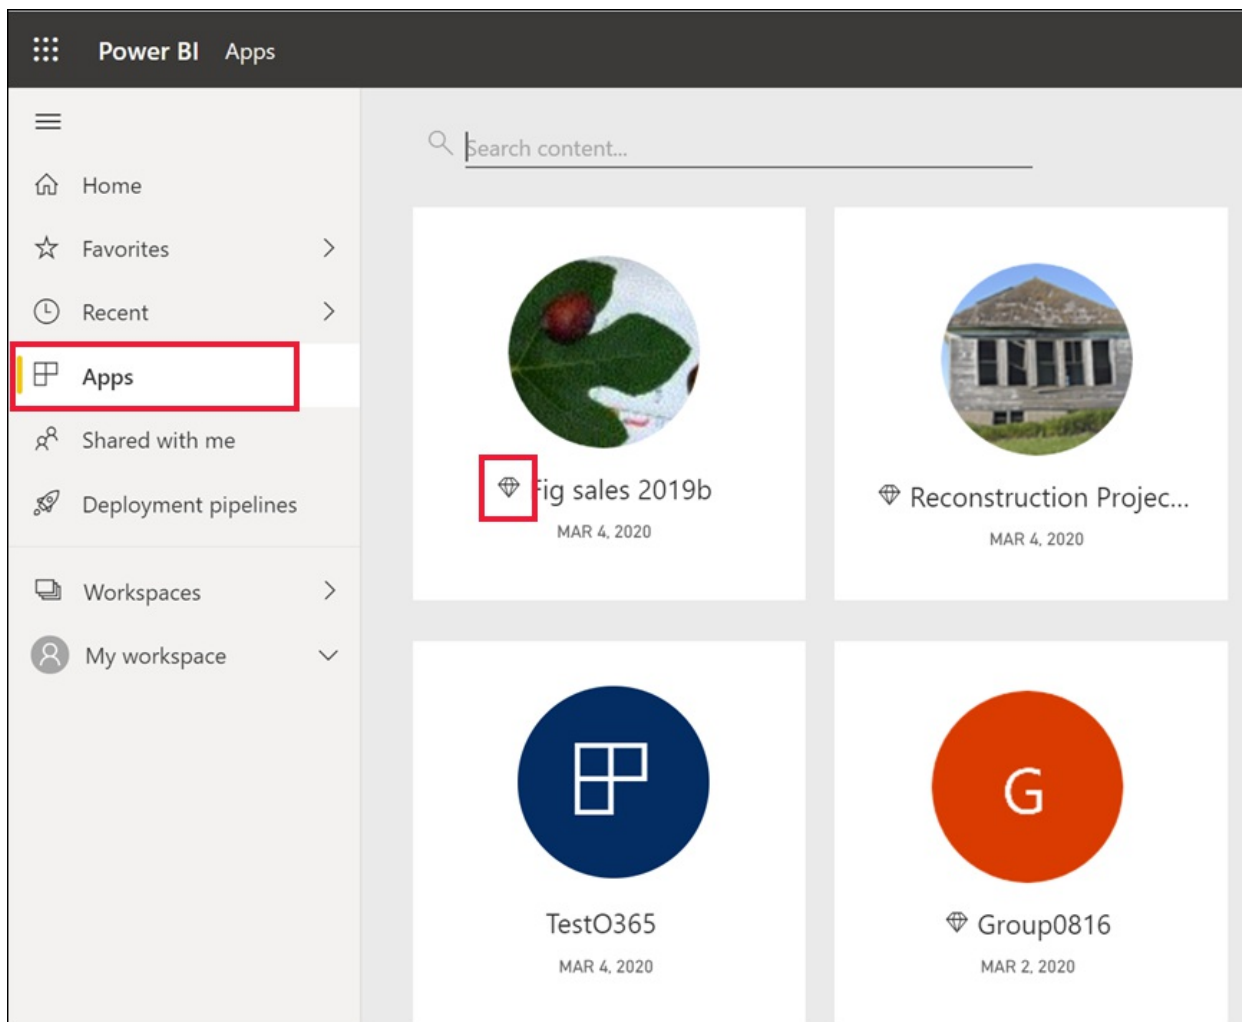 Power BI Apps
Search content...
Home
Favorites
Recent
Apps
Shared with me
Deployment pipelines
Workspaces
My workspace
Fig sales 2019b
MAR 4, 2020
Reconstruction Projec...
MAR 4, 2020
TestO365
MAR 4, 2020
G
Group0816
MAR 2, 2020